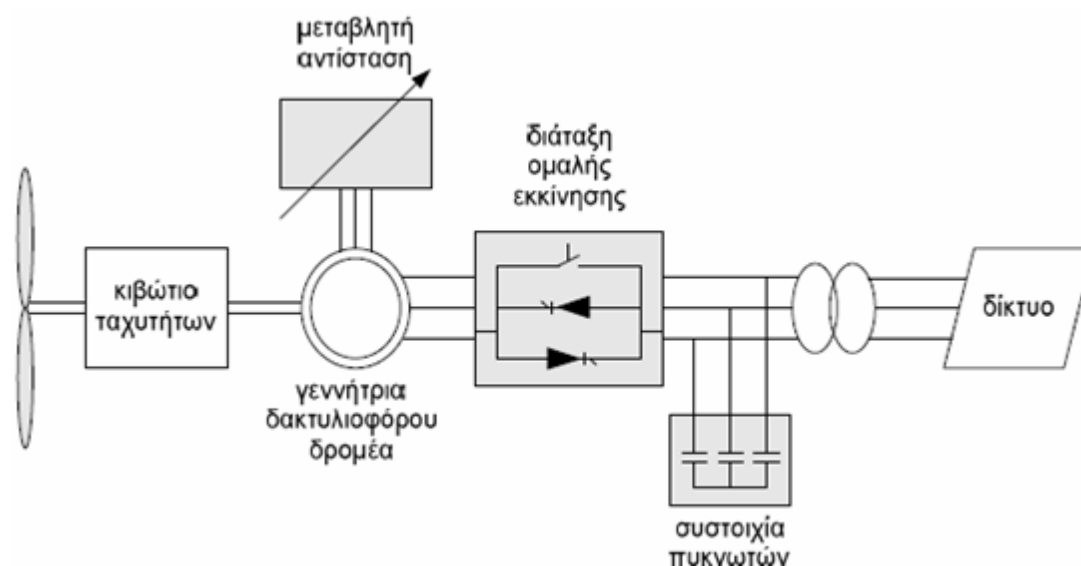 μεταβλητή
αντίσταση
διάταξη
ομαλής
εκκίνησης
κιβώτιο
ταχυτήτων
δίκτυο
γεννήτρια
δακτυλιοφόρου
δρομέα
συστοιχία
πυκνωτών